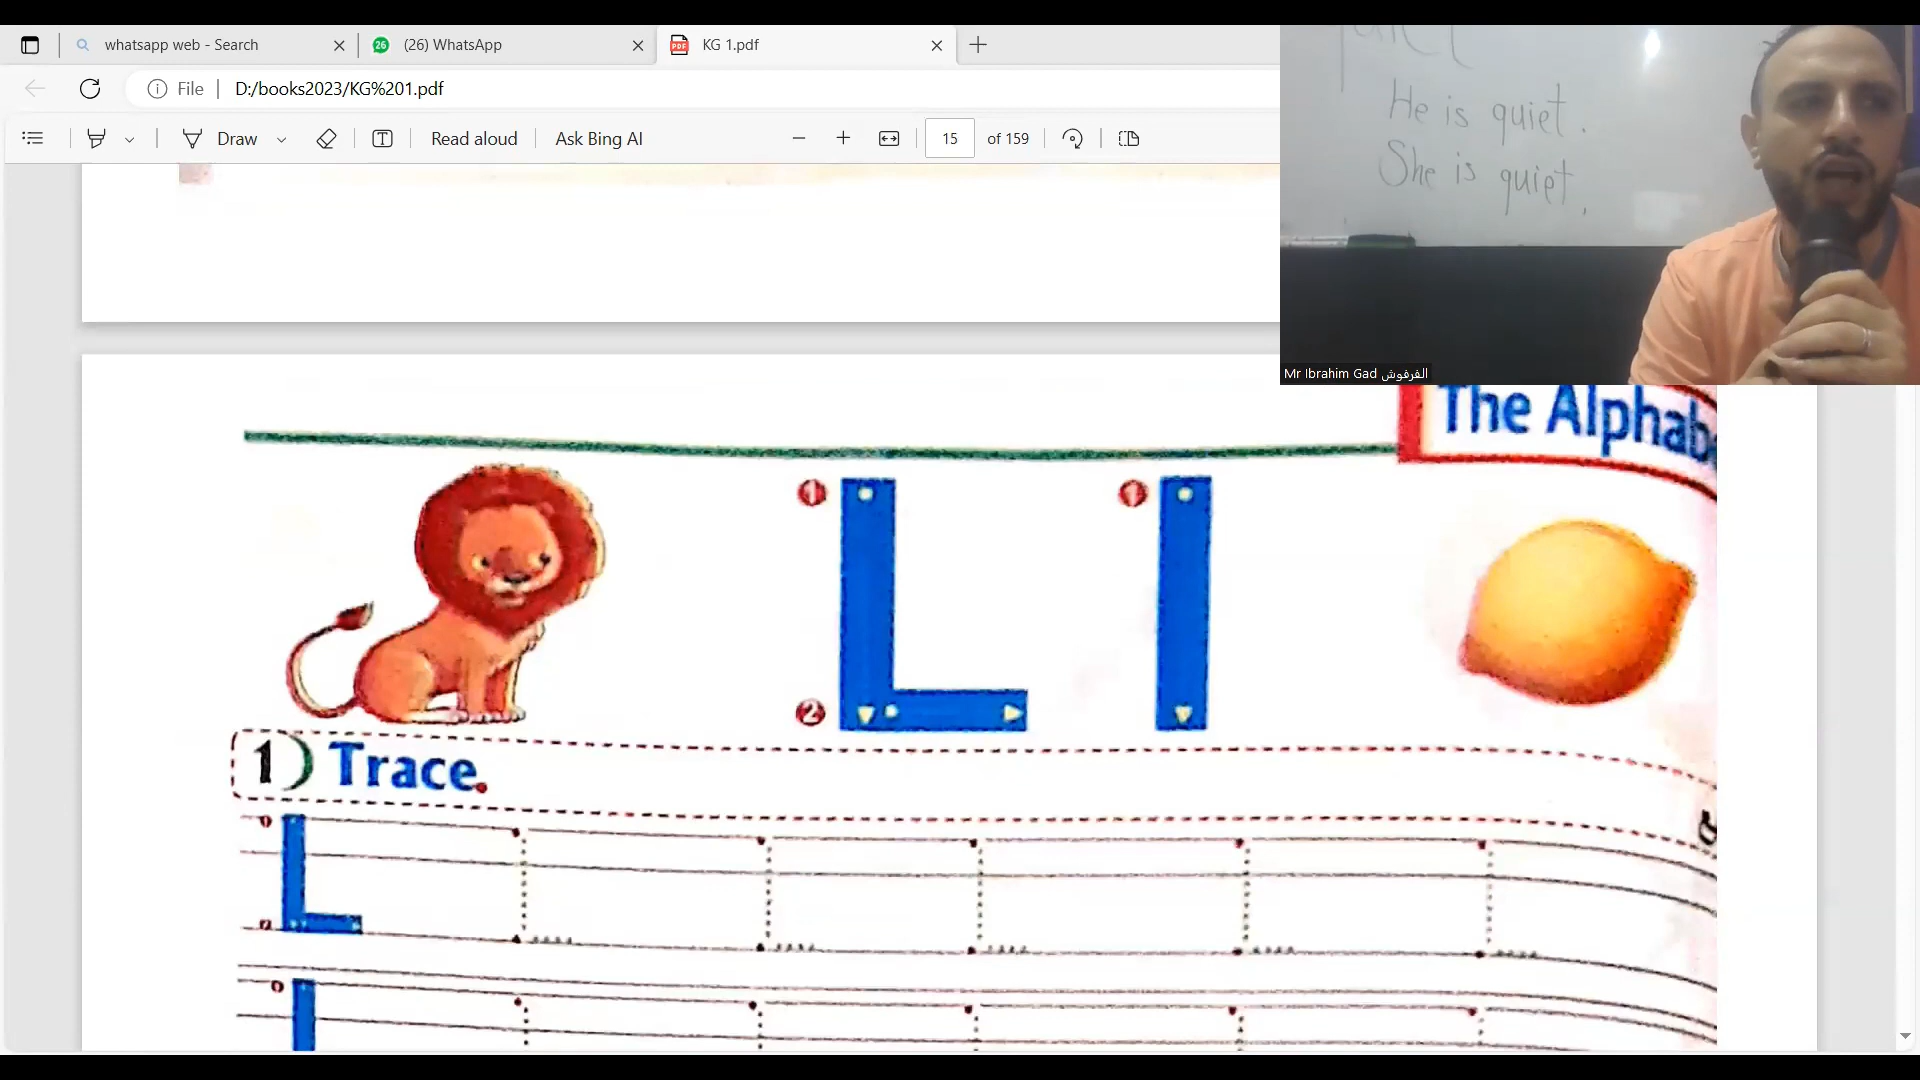 whatsapp web - Search
(26) WhatsApp
KG 1.pdf
File
D:/books2023/KG%201.pdf
Draw
Read aloud
Ask Bing AI
15
of 159
He is quiet.
She is quiet.
Mr Ibrahim Gad الفرفوش
The Alphab
L l
1) Trace.
L
l